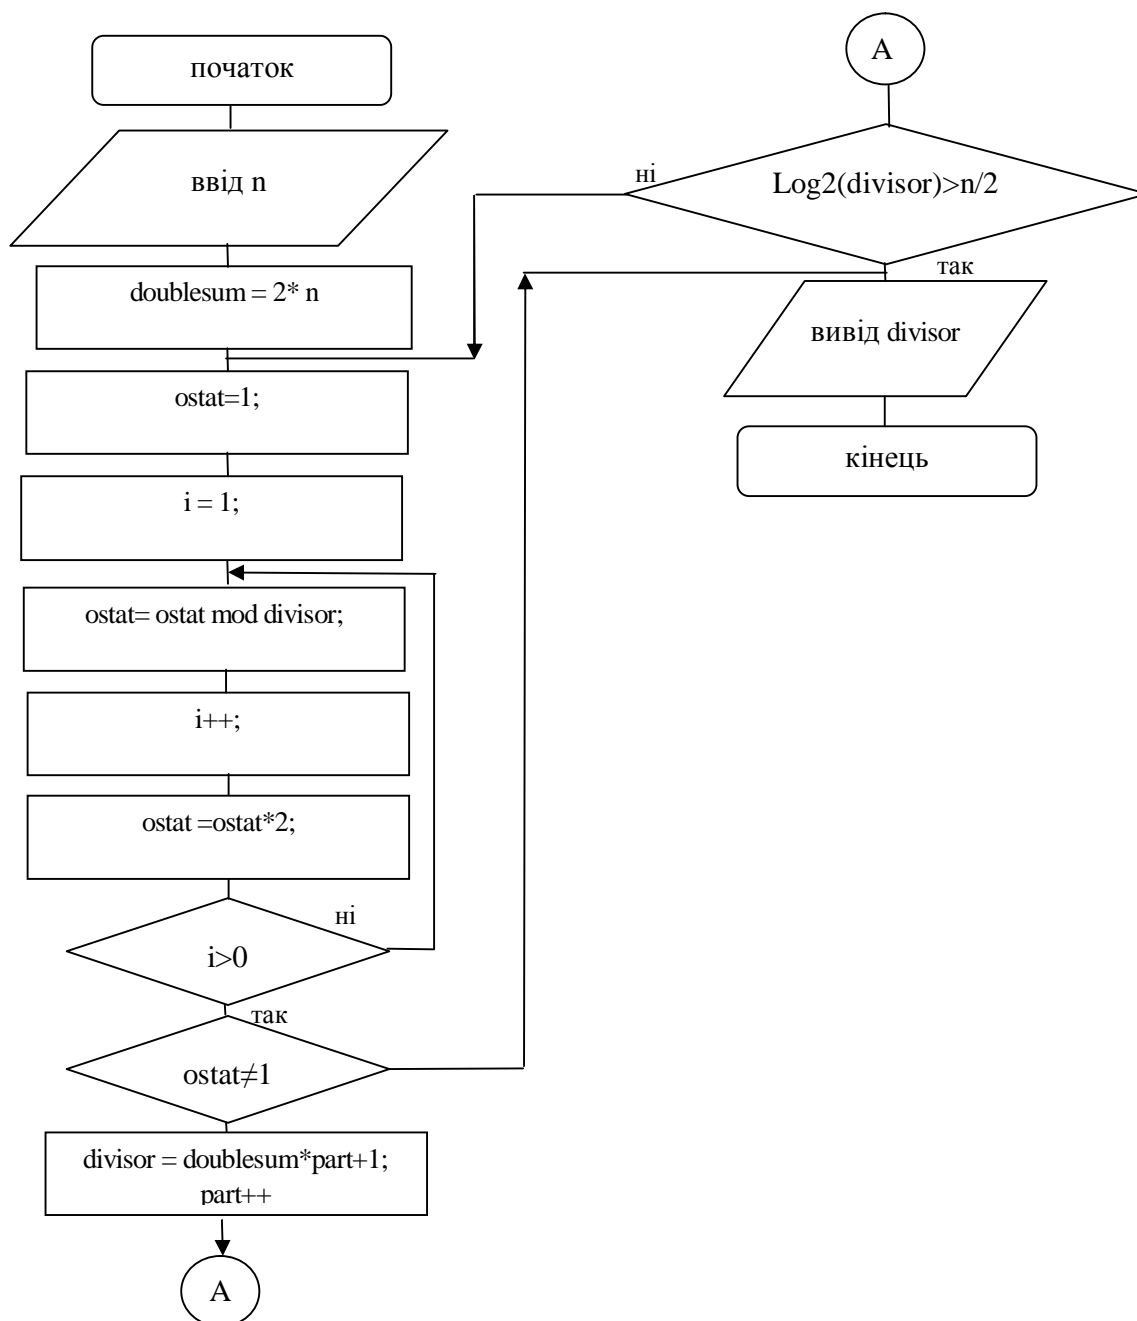 початок
ввід n
doublesum = 2* n
ostat=1;
i = 1;
ostat= ostat mod divisor;
i++;
ostat =ostat*2;
ні
i>0
так
ostat≠1
divisor = doublesum*part+1;
part++
A
A
ні
Log2(divisor)>n/2
так
вивід divisor
кінець